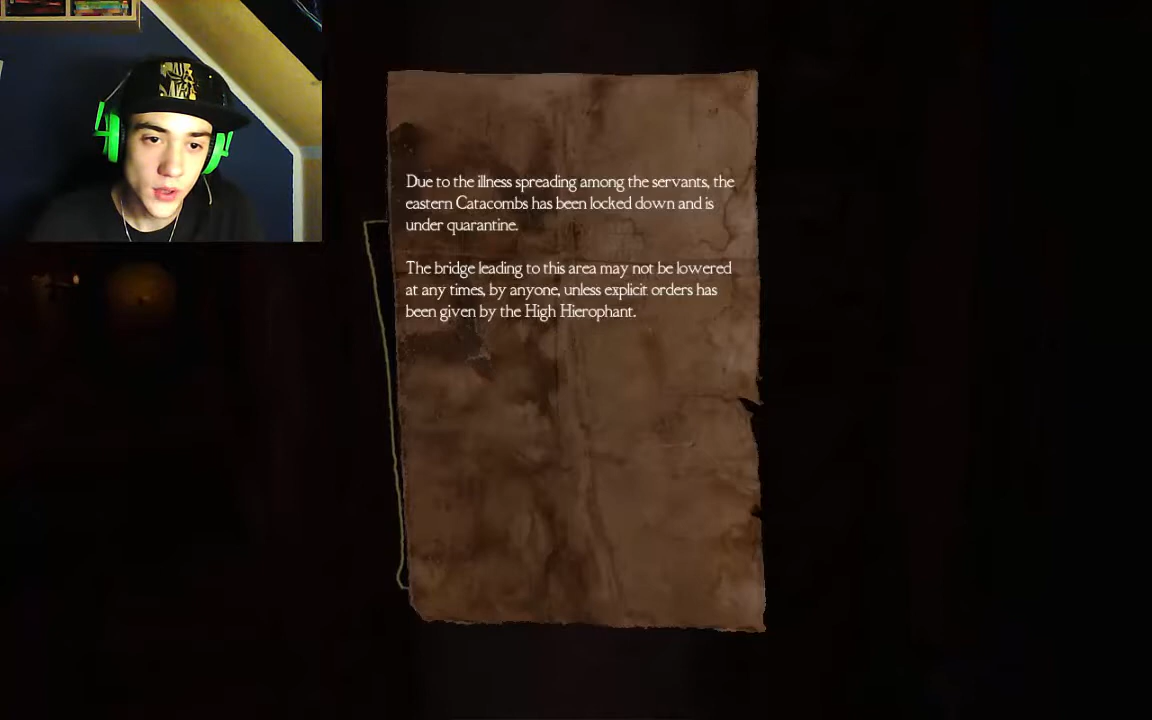 Due to the illness spreading among the servants, the
eastern Catacombs has been locked down and is
under quarantine.
The bridge leading to this area may not be lowered
at any times, by anyone, unless explicit orders has
been given by the High Hierophant.